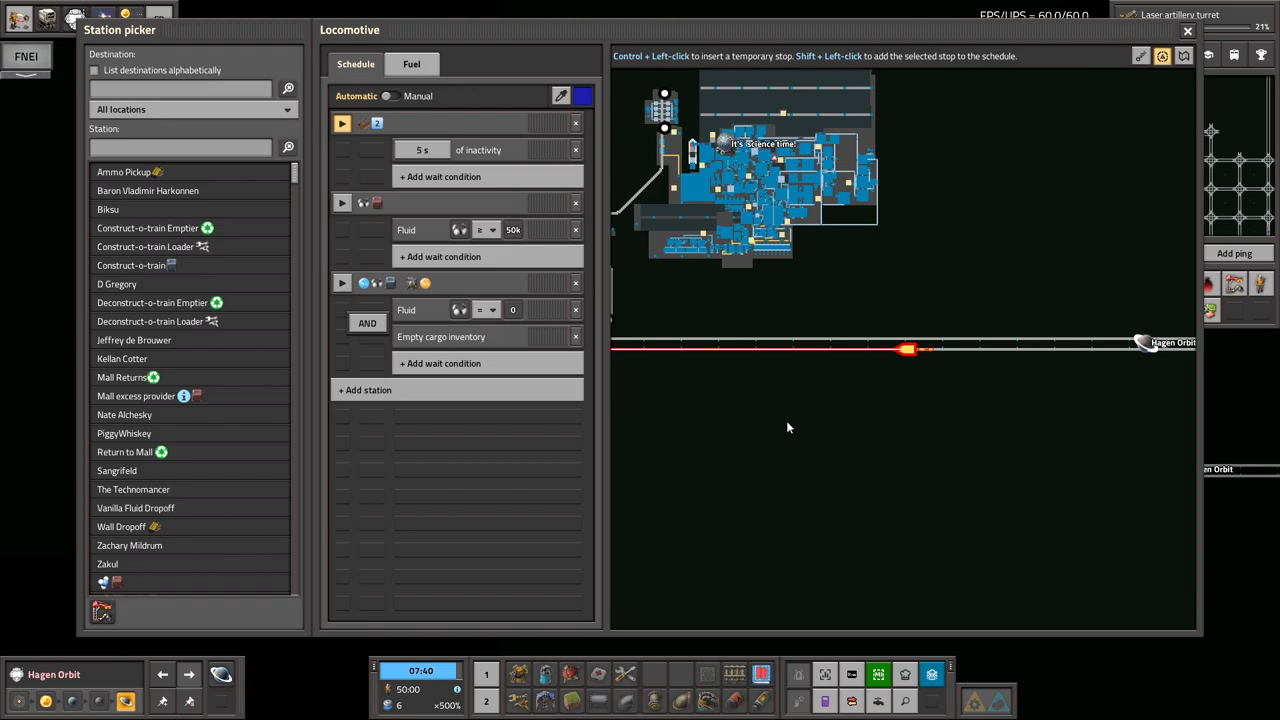 Station picker
Locomotive
EPS/UPS = 60.0/60.0
Laser artillery turret
21%
FNEI
Destination:
List destinations alphabetically
All locations
Station:
Ammo Pickup
Baron Vladimir Harkonnen
Biksu
Construct-o-train Emptier
Construct-o-train Loader
Construct-o-train
D Gregory
Deconstruct-o-train Emptier
Deconstruct-o-train Loader
Jeffrey de Brouwer
Kellan Cotter
Mall Returns
Mall excess provider
Nate Alchesky
PiggyWhiskey
Return to Mall
Sangrifeld
The Technomancer
Vanilla Fluid Dropoff
Wall Dropoff
Zachary Mildrum
Zakul
Schedule
Fuel
Automatic
Manual
2
5 s of inactivity
+ Add wait condition
Fluid ≥ 50k
+ Add wait condition
Fluid = 0
AND
Empty cargo inventory
+ Add wait condition
+ Add station
Control + Left-click to insert a temporary stop. Shift + Left-click to add the selected stop to the schedule.
It's science time!
Hagen Orbit
Add ping
en Orbit
Hagen Orbit
07:40
50:00
6 ×500%
1
2